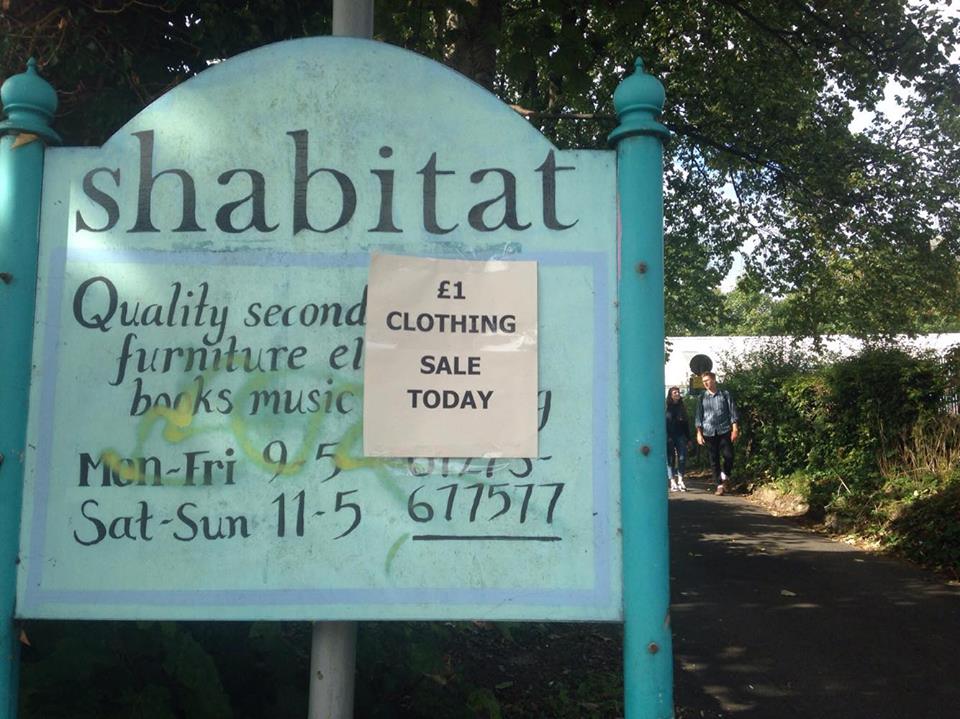 shabitat
£1
CLOTHING
SALE
TODAY
Quality second
furniture el
books music
Mon-Fri 9-5 01273-
Sat-Sun 11-5 677577